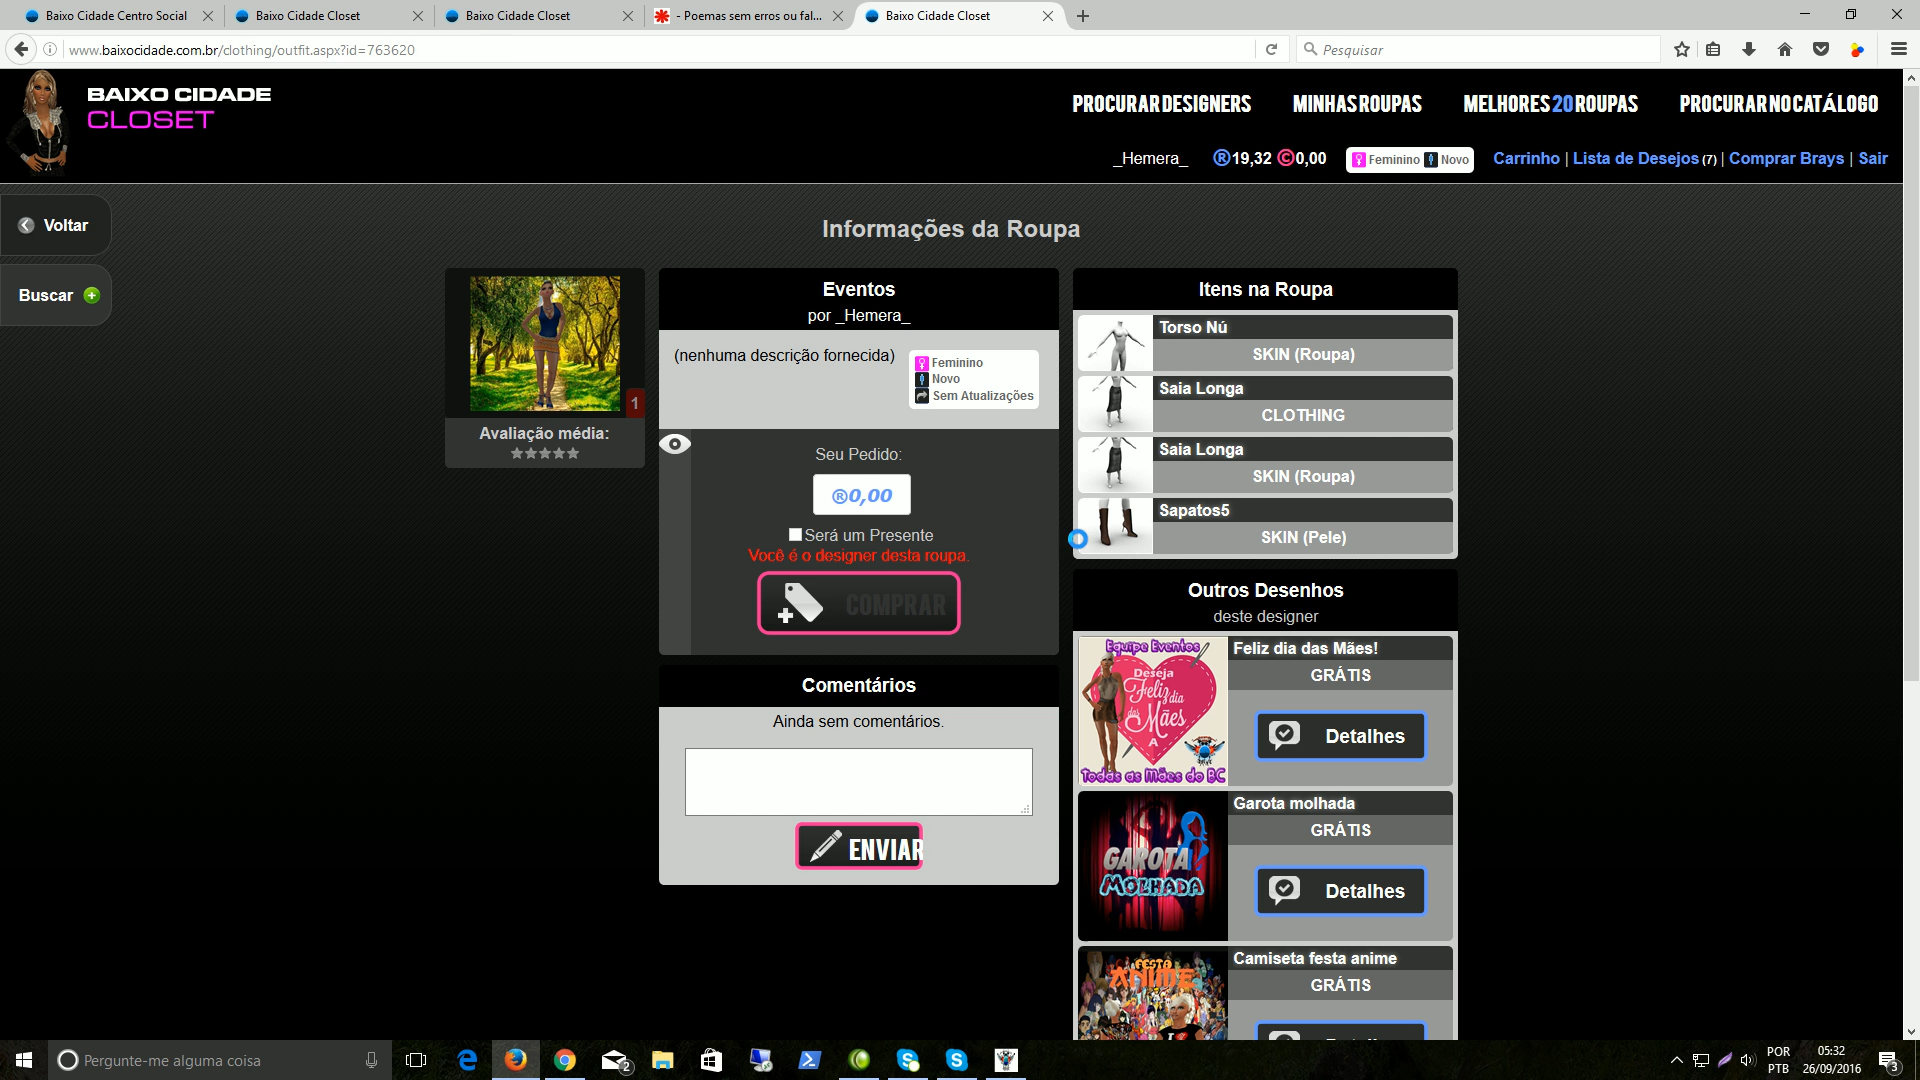 Baixo Cidade Centro Social
Baixo Cidade Closet
Baixo Cidade Closet
- Poemas sem erros ou fal...
Baixo Cidade Closet
www.baixocidade.com.br/clothing/outfit.aspx?id=763620
Pesquisar
BAIXO CIDADE
CLOSET
PROCURAR DESIGNERS
MINHAS ROUPAS
MELHORES 20 ROUPAS
PROCURAR NO CATÁLOGO
_Hemera_
®19,32 ©0,00
Feminino Novo
Carrinho | Lista de Desejos (7) | Comprar Brays | Sair
Voltar
Buscar
Informações da Roupa
1
Avaliação média:
Eventos
por _Hemera_
(nenhuma descrição fornecida)
Feminino
Novo
Sem Atualizações
Seu Pedido:
®0,00
Será um Presente
Você é o designer desta roupa.
COMPRAR
Comentários
Ainda sem comentários.
ENVIAR
Itens na Roupa
Torso Nú
SKIN (Roupa)
Saia Longa
CLOTHING
Saia Longa
SKIN (Roupa)
Sapatos5
SKIN (Pele)
Outros Desenhos
deste designer
Equipe Eventos
Deseja
Feliz dia
das Mães
A
Todas as Mães do BC
Feliz dia das Mães!
GRÁTIS
Detalhes
GAROTA
MOLHADA
Garota molhada
GRÁTIS
Detalhes
FESTA
ANIME
Camiseta festa anime
GRÁTIS
Pergunte-me alguma coisa
2
POR
PTB
05:32
26/09/2016
3